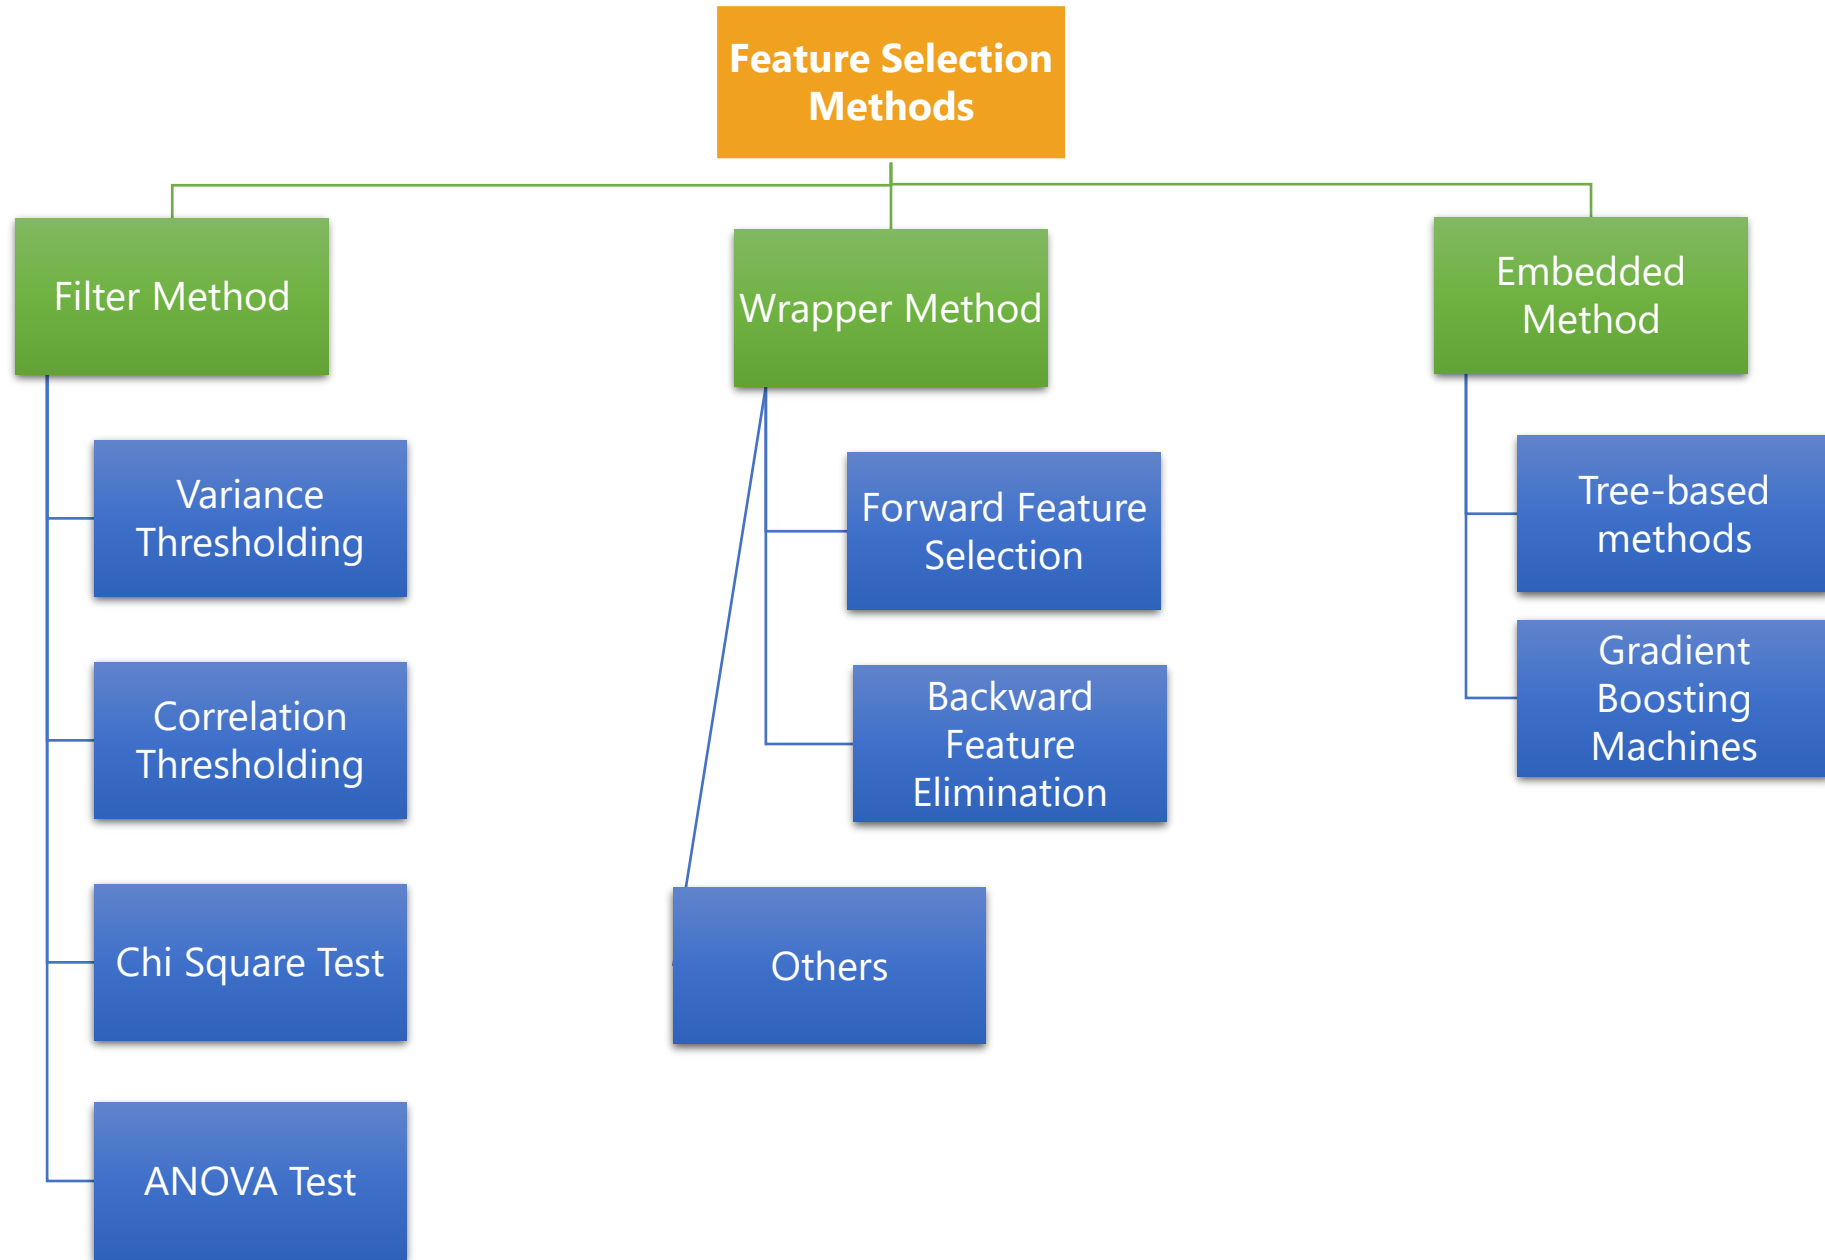 Feature Selection
Methods
Filter Method
Variance
Thresholding
Correlation
Thresholding
Chi Square Test
ANOVA Test
Wrapper Method
Forward Feature
Selection
Backward
Feature
Elimination
Others
Embedded
Method
Tree-based
methods
Gradient
Boosting
Machines